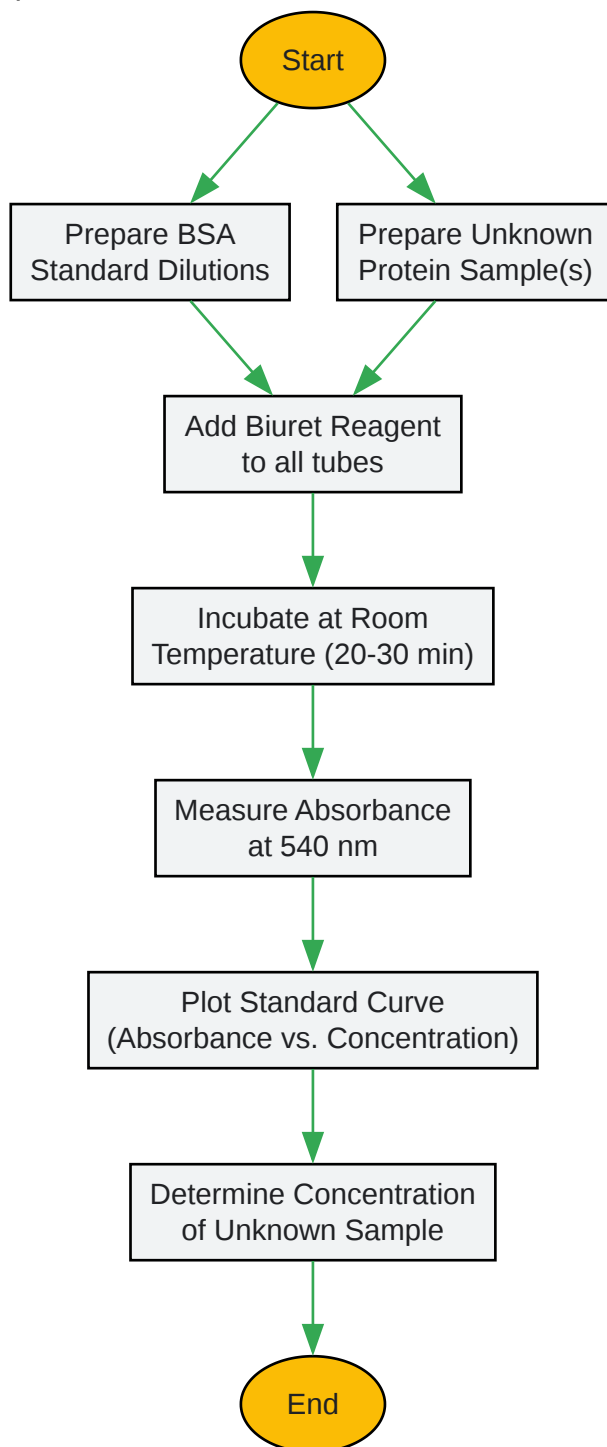 Start
Prepare BSA
Standard Dilutions
Prepare Unknown
Protein Sample(s)
Add Biuret Reagent
to all tubes
Incubate at Room
Temperature (20-30 min)
Measure Absorbance
at 540 nm
Plot Standard Curve
(Absorbance vs. Concentration)
Determine Concentration
of Unknown Sample
End